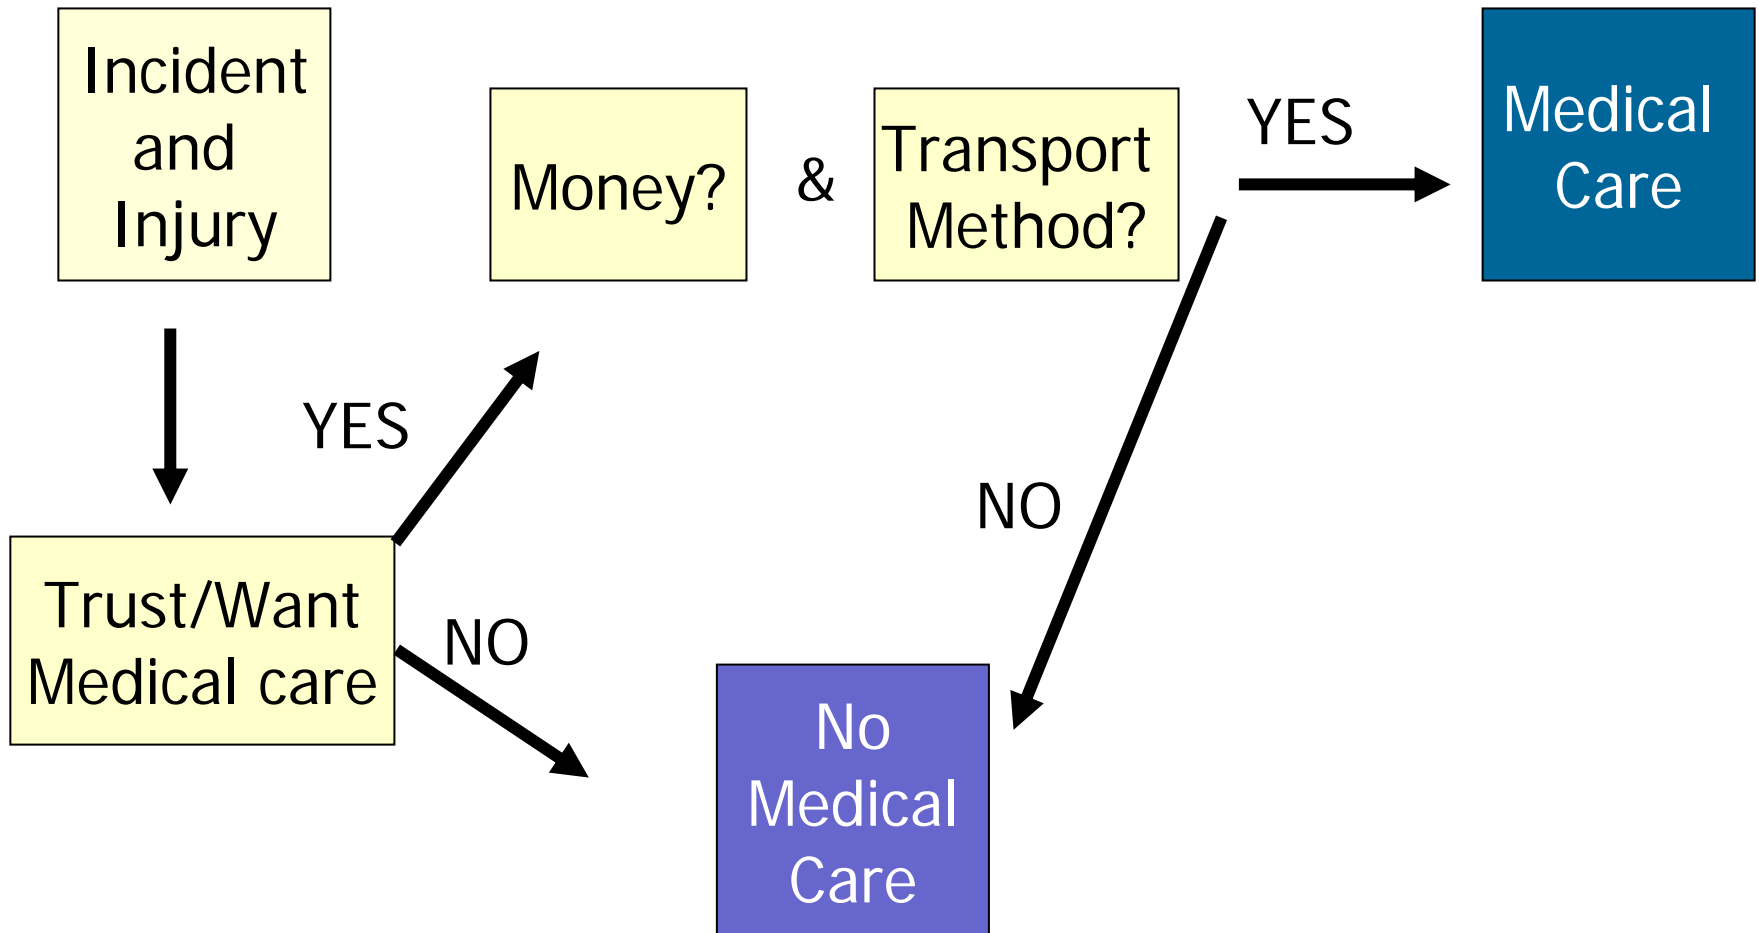 Incident
and
Injury
Money?
&
Transport
Method?
YES
Medical
Care
YES
NO
Trust/Want
Medical care
NO
No
Medical
Care